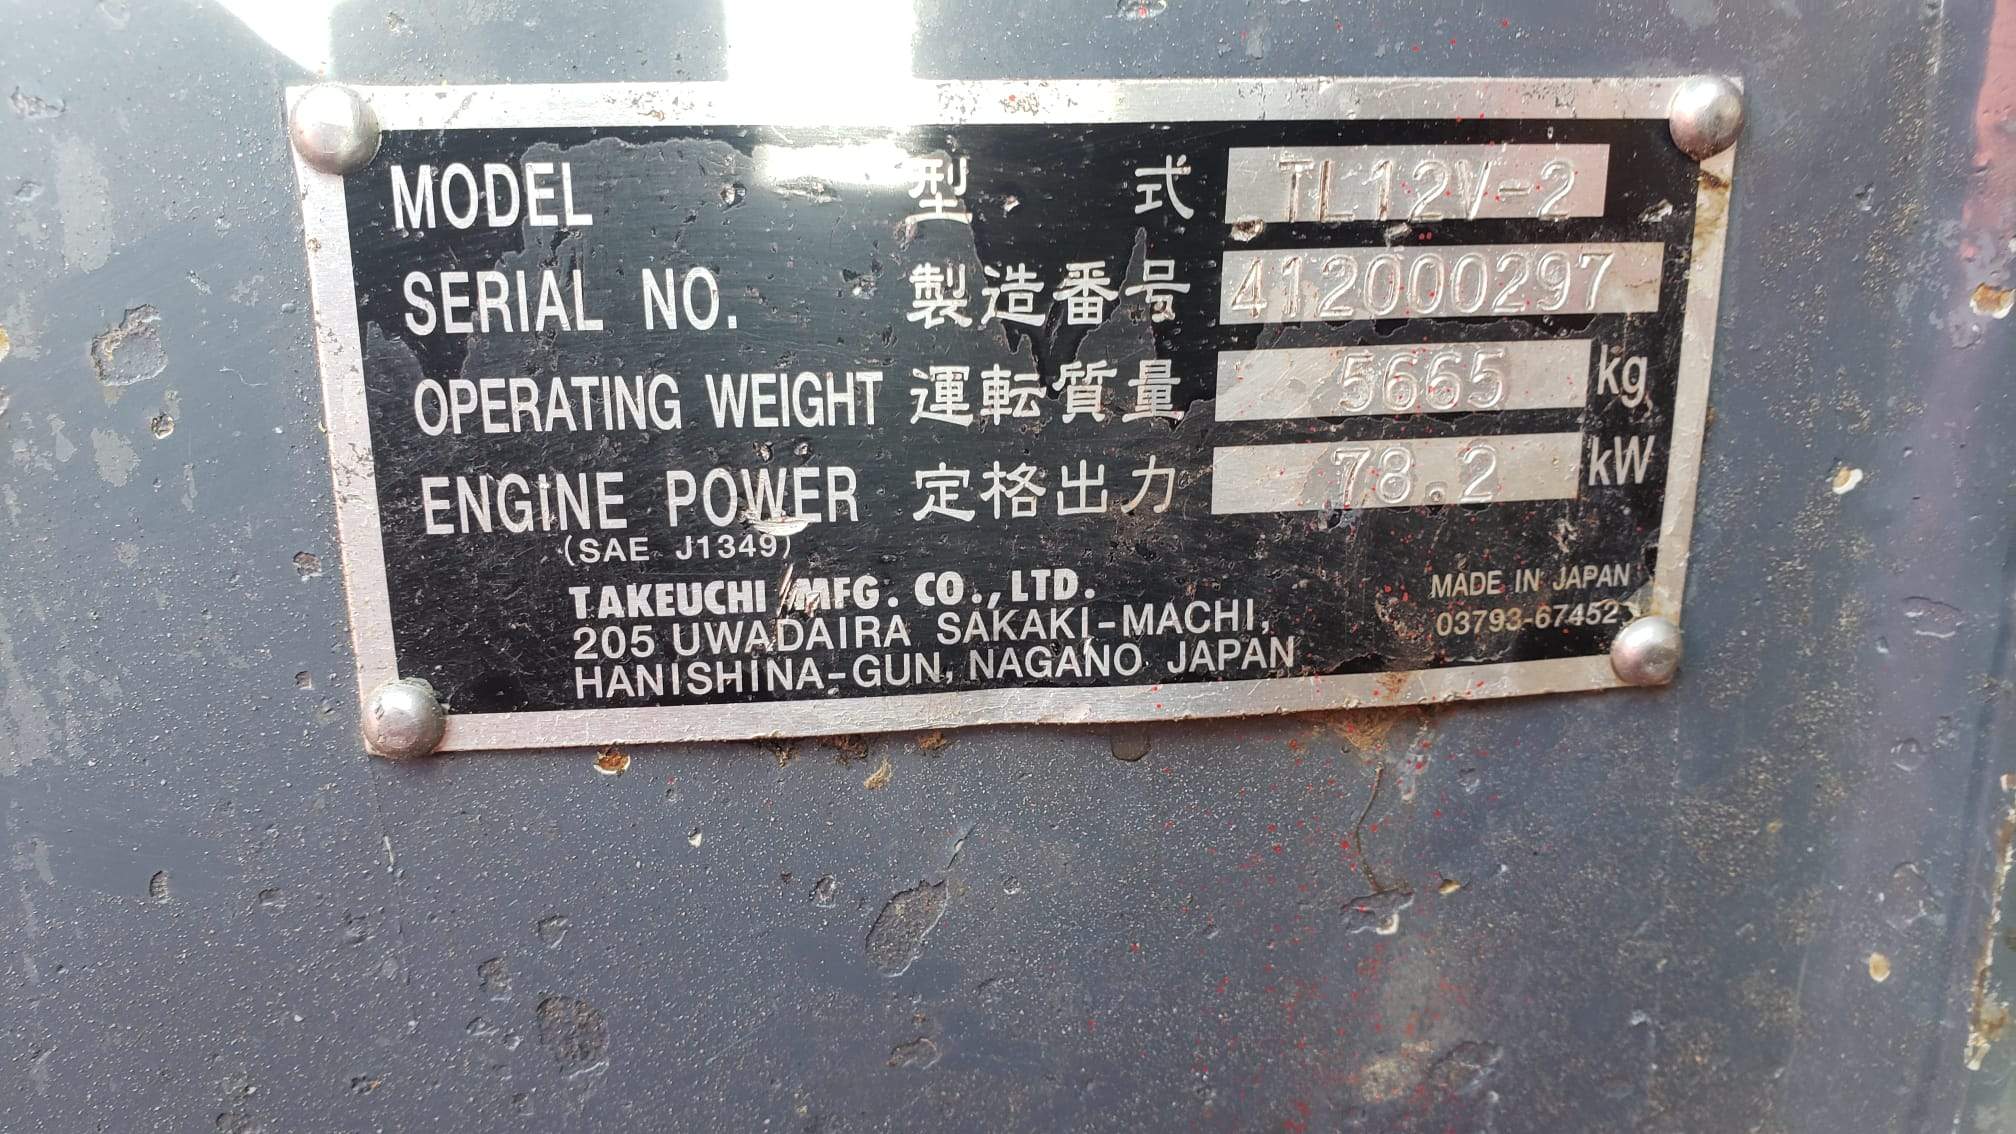 MODEL 型式 TL12V-2
SERIAL NO. 製造番号 412000297
OPERATING WEIGHT 運転質量 5665 kg
ENGINE POWER 定格出力 78.2 kW
(SAE J1349)
TAKEUCHI MFG. CO., LTD.
205 UWADAIRA SAKAKI-MACHI,
HANISHINA-GUN, NAGANO JAPAN
MADE IN JAPAN
03793-67452